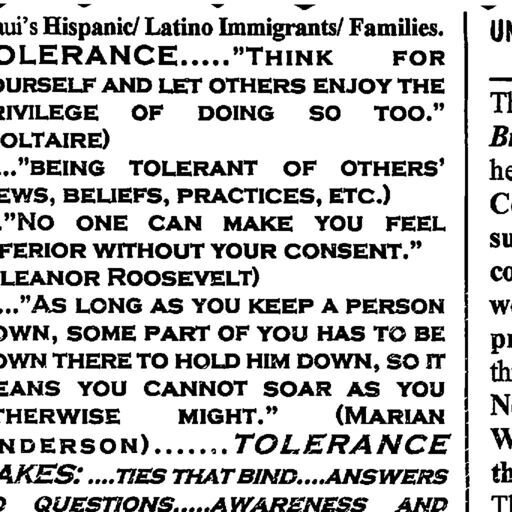 ui's Hispanic/ Latino Immigrants/ Families.
OLERANCE....."THINK FOR
OURSELF AND LET OTHERS ENJOY THE
RIVILEGE OF DOING SO TOO."
OLTAIRE)
..."BEING TOLERANT OF OTHERS'
EWS, BELIEFS, PRACTICES, ETC.)
."NO ONE CAN MAKE YOU FEEL
FERIOR WITHOUT YOUR CONSENT."
LEANOR ROOSEVELT)
..."AS LONG AS YOU KEEP A PERSON
OWN, SOME PART OF YOU HAS TO BE
OWN THERE TO HOLD HIM DOWN, SO IT
EANS YOU CANNOT SOAR AS YOU
THERWISE MIGHT." (MARIAN
NDERSON).......TOLERANCE
AKES: ....TIES THAT BIND....ANSWERS
O QUESTIONS.....AWARENESS AND
UN
Th
Br
he
Co
su
co
we
pr
thi
Ne
W
th
Th